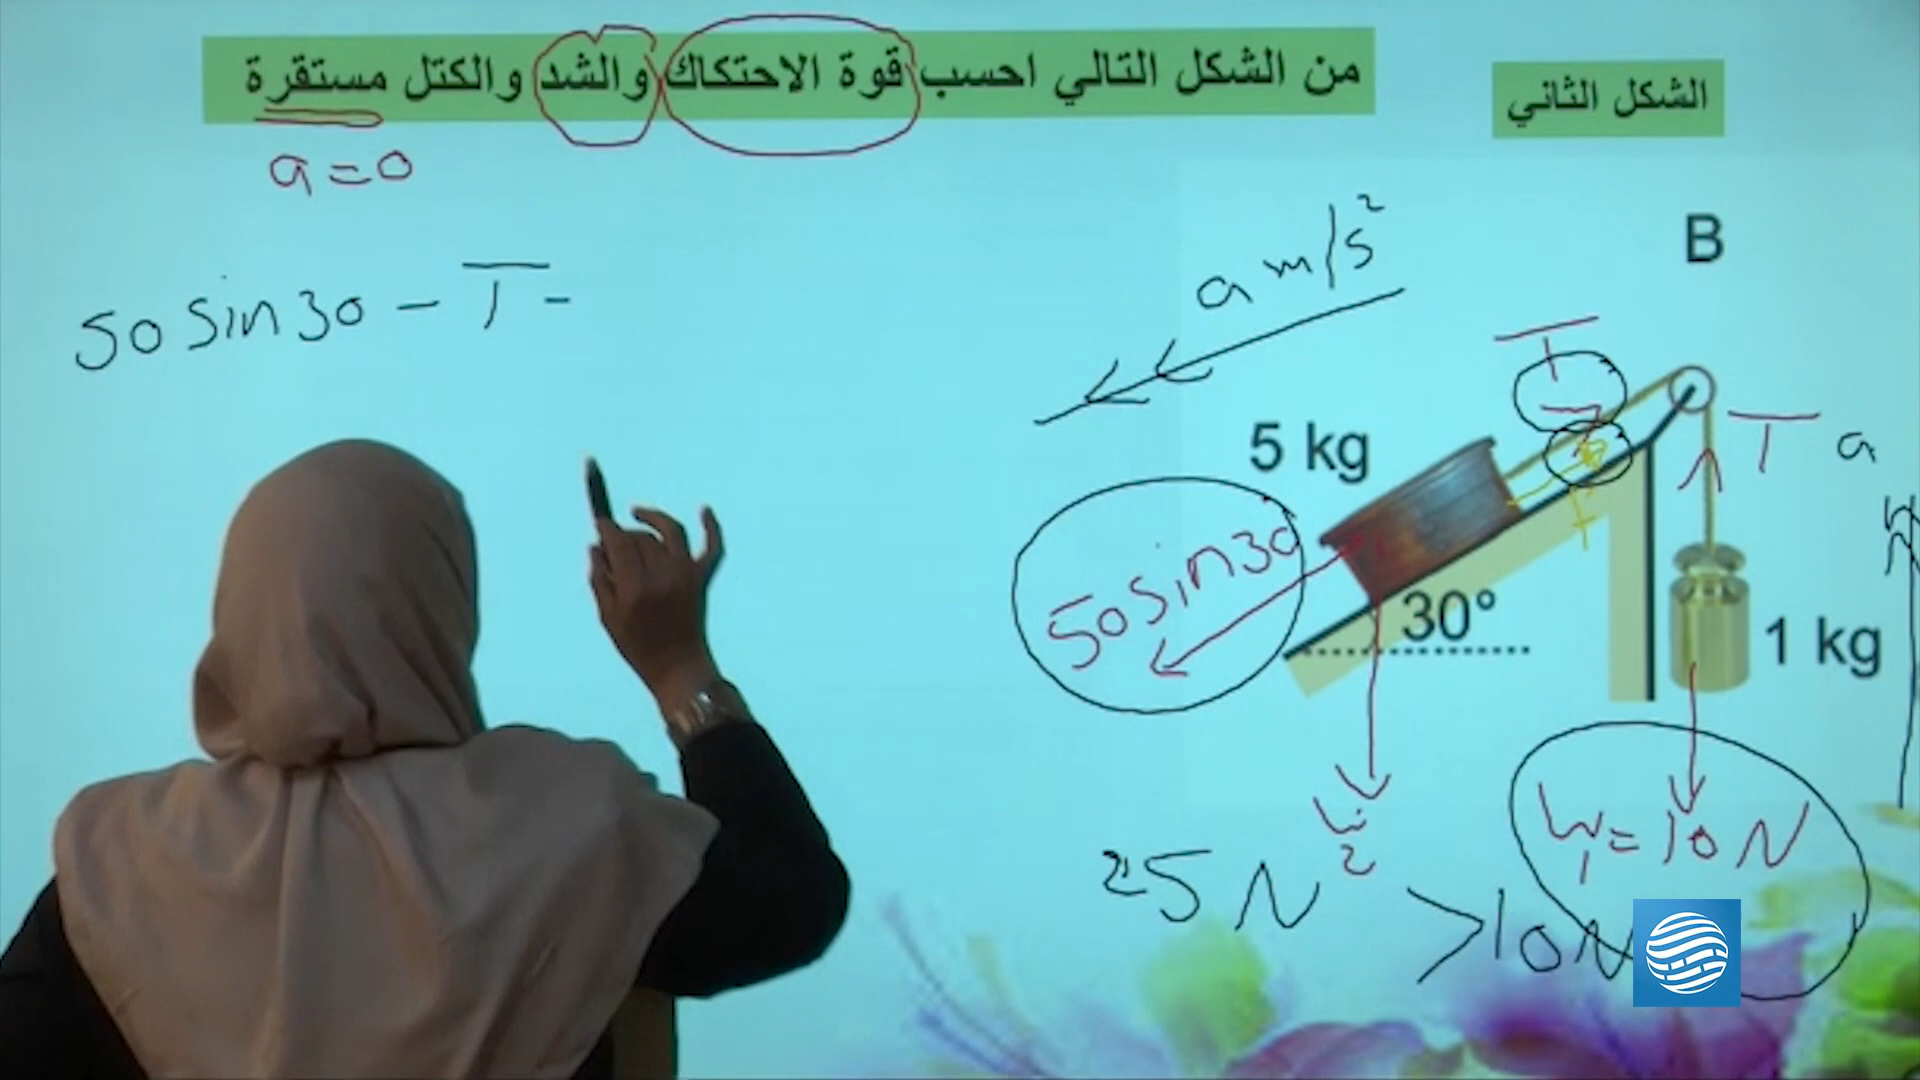 الشكل الثاني
من الشكل التالي احسب قوة الاحتكاك والشد والكتل مستقرة
a = 0
50 sin 30 - T -
a m/s²
B
T
T a
5 kg
50 sin 30
30°
1 kg
W₂
W₁ = 10 N
25 N > 10 N